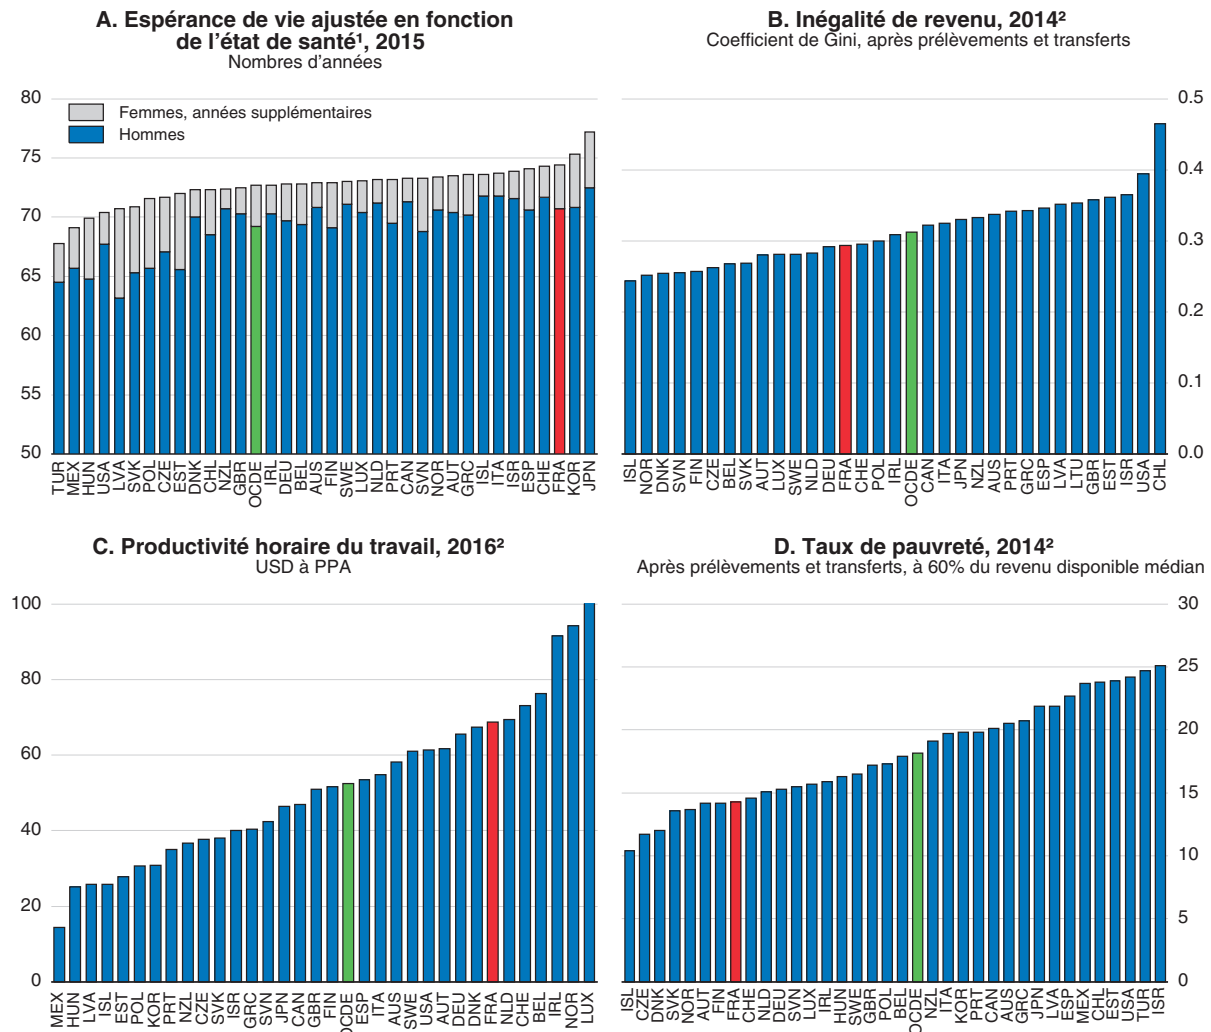 A. Espérance de vie ajustée en fonction
de l'état de santé¹, 2015
Nombres d'années
80
75
70
65
60
55
50
Femmes, années supplémentaires
Hommes
TUR MEX HUN USA LVA SVK POL CZE EST DNK CHL NZL GBR OCDE IRL DEU BEL AUS FIN SWE LUX NLD PRT CAN SVN NOR AUT GRC ISL ITA ISR ESP CHE FRA KOR JPN
B. Inégalité de revenu, 2014²
Coefficient de Gini, après prélèvements et transferts
0.5
0.4
0.3
0.2
0.1
0.0
ISL NOR DNK SVN FIN CZE BEL SVK AUT LUX SWE NLD DEU FRA CHE POL IRL OCDE CAN ITA JPN NZL AUS PRT GRC ESP LVA LTU GBR EST ISR USA CHL
C. Productivité horaire du travail, 2016²
USD à PPA
100
80
60
40
20
0
MEX HUN LVA ISL EST POL KOR PRT NZL CZE SVK ISR GRC SVN JPN CAN GBR FIN OCDE ESP ITA AUS SWE USA AUT DEU DNK FRA NLD CHE BEL IRL NOR LUX
D. Taux de pauvreté, 2014²
Après prélèvements et transferts, à 60% du revenu disponible médian
30
25
20
15
10
5
0
ISL CZE DNK SVK NOR AUT FIN FRA CHE NLD DEU SVN LUX IRL HUN SWE GBR POL BEL OCDE NZL ITA KOR PRT CAN AUS GRC JPN LVA ESP MEX CHL EST USA TUR ISR